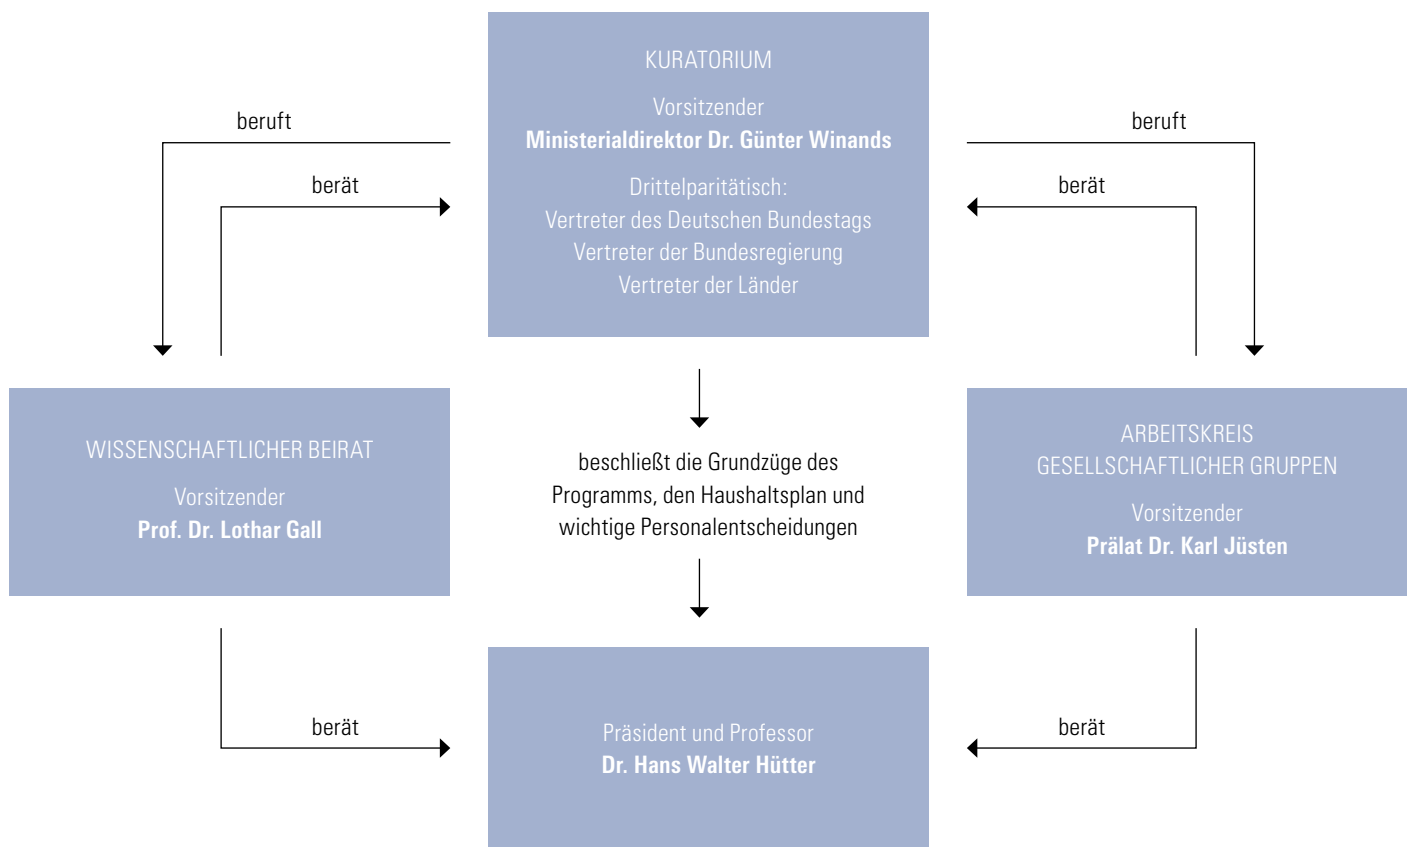 KURATORIUM
Vorsitzender
Ministerialdirektor Dr. Günter Winands
Drittelparitätisch:
Vertreter des Deutschen Bundestags
Vertreter der Bundesregierung
Vertreter der Länder
beruft
berät
beruft
berät
WISSENSCHAFTLICHER BEIRAT
Vorsitzender
Prof. Dr. Lothar Gall
beschließt die Grundzüge des
Programms, den Haushaltsplan und
wichtige Personalentscheidungen
ARBEITSKREIS
GESELLSCHAFTLICHER GRUPPEN
Vorsitzender
Prälat Dr. Karl Jüsten
berät
Präsident und Professor
Dr. Hans Walter Hütter
berät